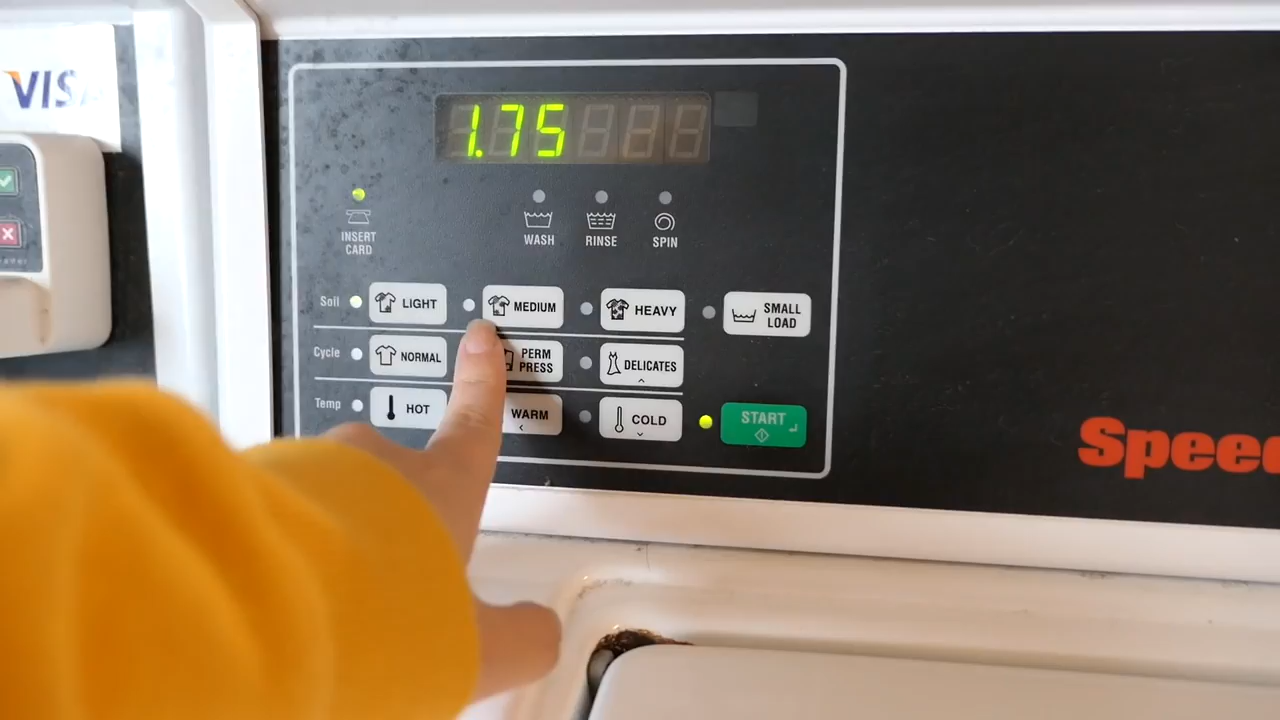 VISA
1.75
INSERT
CARD
WASH
RINSE
SPIN
Soil
LIGHT
MEDIUM
HEAVY
SMALL
LOAD
Cycle
NORMAL
PERM
PRESS
DELICATES
Temp
HOT
WARM
COLD
START
Speed